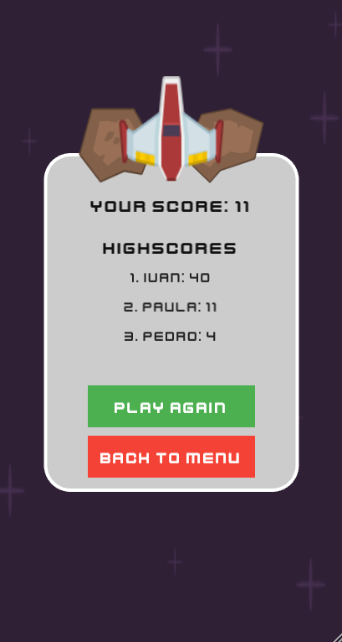 YOUR SCORE: 11
HIGHSCORES
1. IVAN: 40
2. PAULA: 11
3. PEDRO: 4
PLAY AGAIN
BACK TO MENU